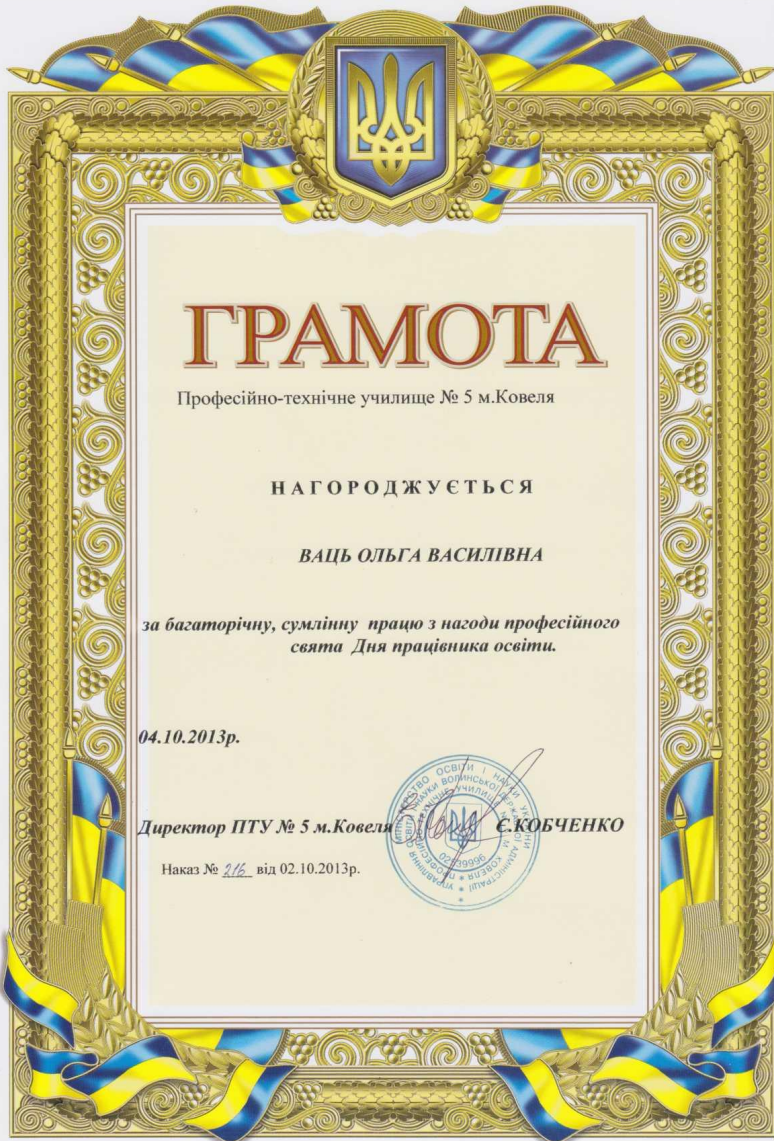 ГРАМОТА
Професійно-технічне училище № 5 м.Ковеля
НАГОРОДЖУЄТЬСЯ
ВАЦЬ ОЛЬГА ВАСИЛІВНА
за багаторічну, сумлінну працю з нагоди професійного
свята Дня працівника освіти.
04.10.2013р.
Директор ПТУ № 5 м.Ковеля Є.КОБЧЕНКО
Наказ № 216 від 02.10.2013р.